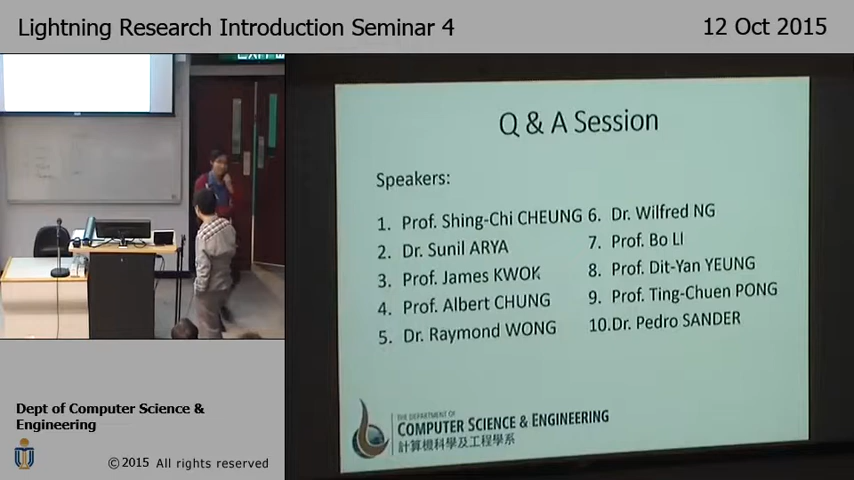 Lightning Research Introduction Seminar 4
12 Oct 2015
Q & A Session
Speakers:
1. Prof. Shing-Chi CHEUNG
2. Dr. Sunil ARYA
3. Prof. James KWOK
4. Prof. Albert CHUNG
5. Dr. Raymond WONG
6. Dr. Wilfred NG
7. Prof. Bo LI
8. Prof. Dit-Yan YEUNG
9. Prof. Ting-Chuen PONG
10.Dr. Pedro SANDER
THE DEPARTMENT OF
COMPUTER SCIENCE & ENGINEERING
計算機科學及工程學系
Dept of Computer Science &
Engineering
©2015 All rights reserved